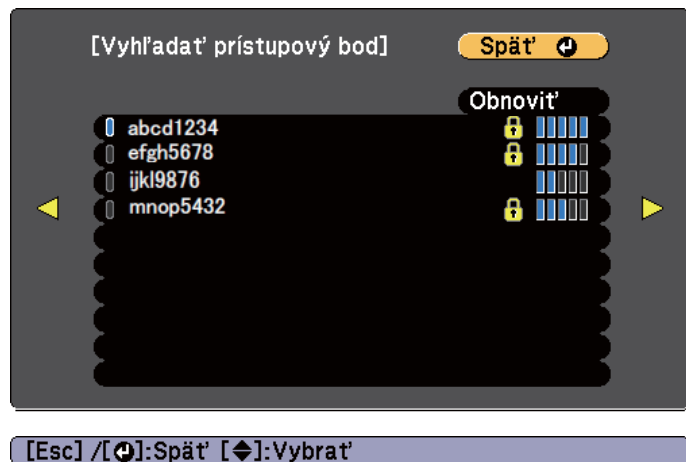 [Vyhľadať prístupový bod]
Späť
Obnoviť
abcd1234
efgh5678
ijkl9876
mnop5432
[Esc] /[ ]:Späť [ ]:Vybrať